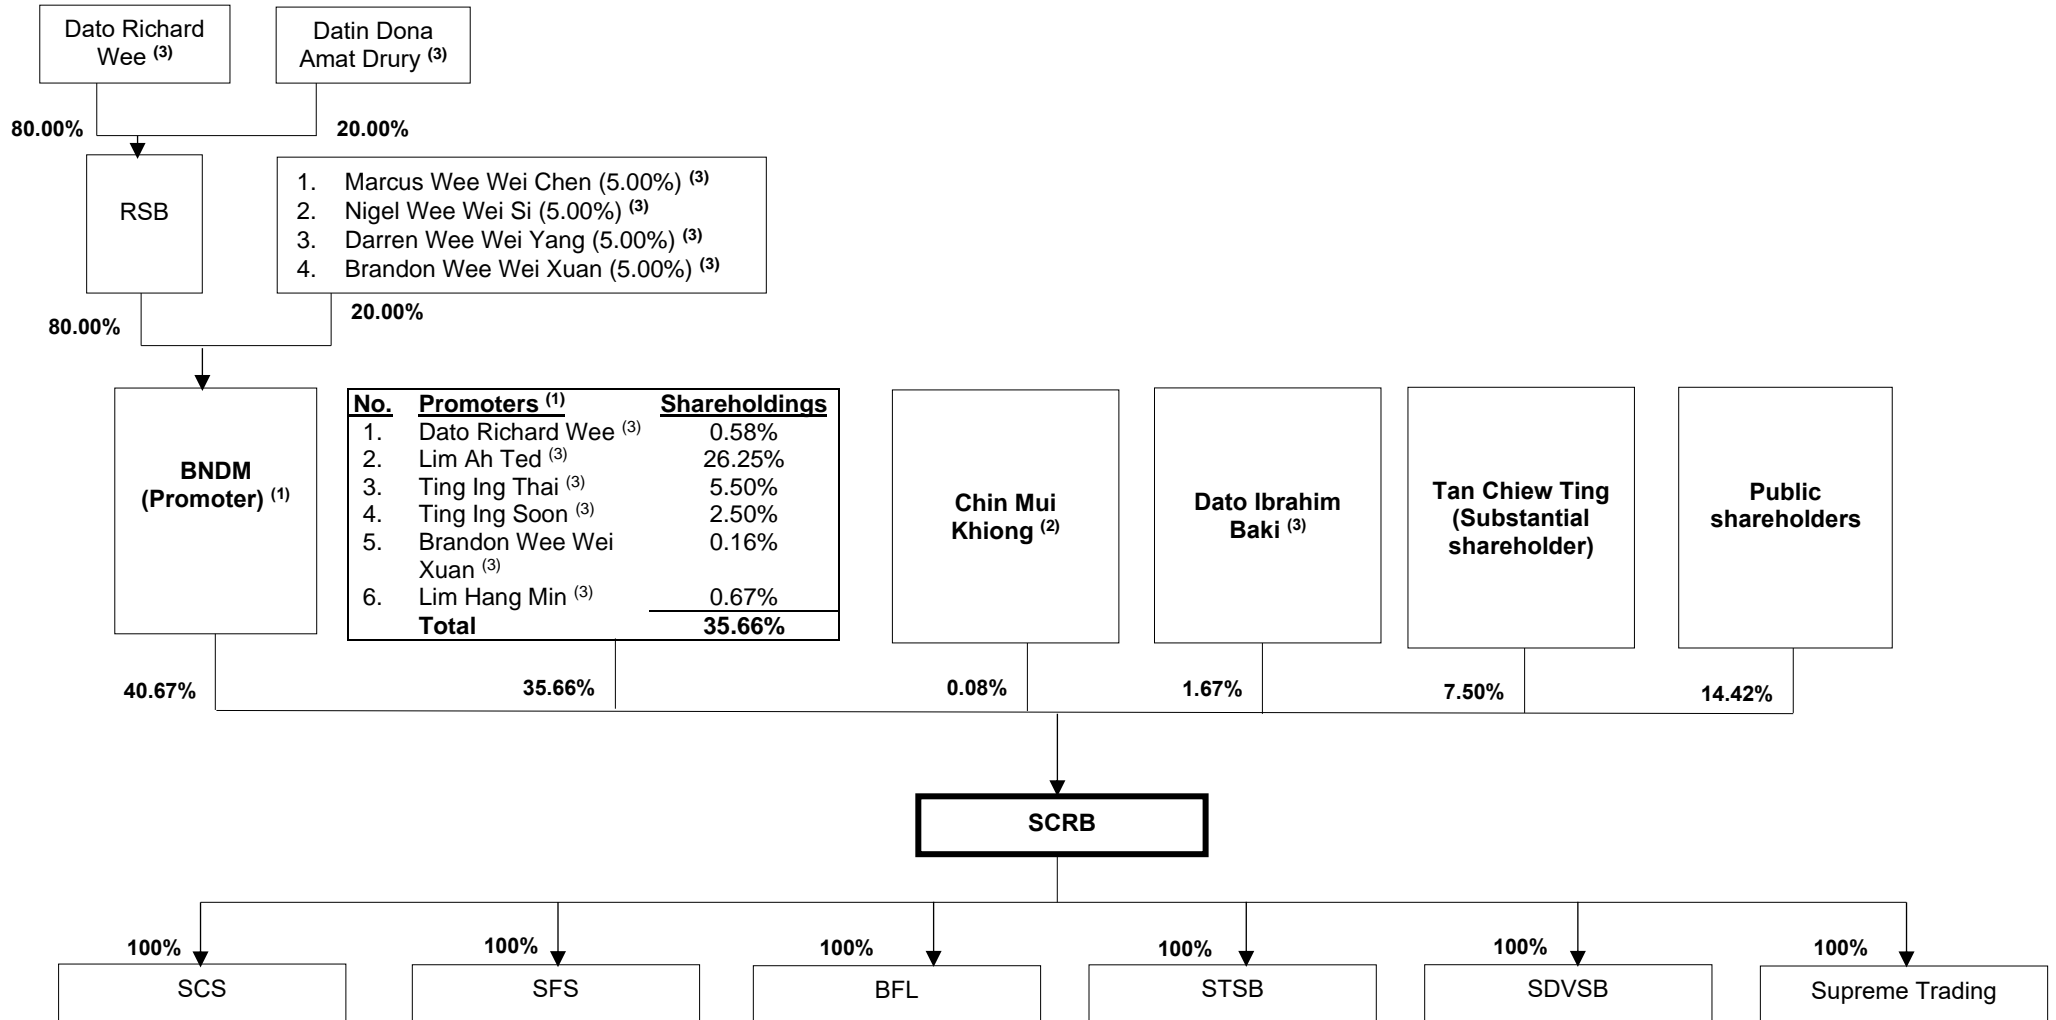 Dato Richard
Wee (3)
Datin Dona
Amat Drury (3)
80.00%
20.00%
RSB
1. Marcus Wee Wei Chen (5.00%) (3)
2. Nigel Wee Wei Si (5.00%) (3)
3. Darren Wee Wei Yang (5.00%) (3)
4. Brandon Wee Wei Xuan (5.00%) (3)
80.00%
20.00%
BNDM
(Promoter) (1)
No. Promoters (1) Shareholdings
1. Dato Richard Wee (3) 0.58%
2. Lim Ah Ted (3) 26.25%
3. Ting Ing Thai (3) 5.50%
4. Ting Ing Soon (3) 2.50%
5. Brandon Wee Wei 0.16%
Xuan (3)
6. Lim Hang Min (3) 0.67%
Total 35.66%
Chin Mui
Khiong (2)
Dato Ibrahim
Baki (3)
Tan Chiew Ting
(Substantial
shareholder)
Public
shareholders
40.67%
35.66%
0.08%
1.67%
7.50%
14.42%
SCRB
100%
100%
100%
100%
100%
100%
SCS
SFS
BFL
STSB
SDVSB
Supreme Trading